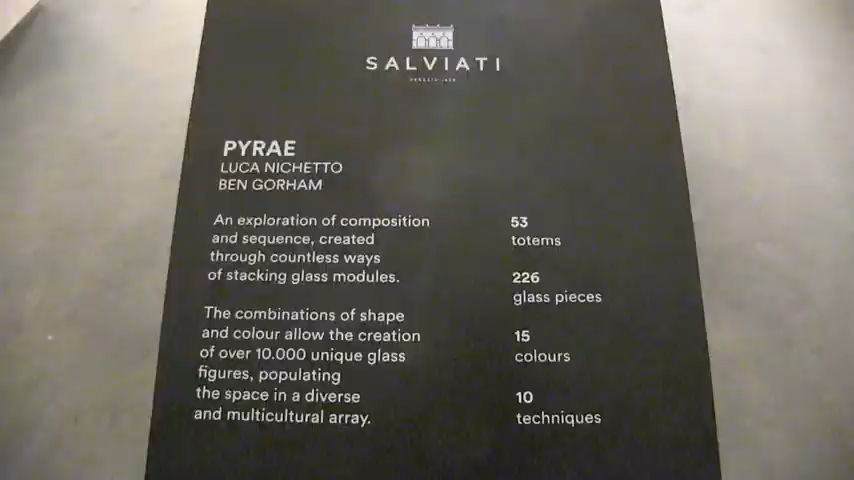 SALVIATI
PYRAE
LUCA NICHETTO
BEN GORHAM
An exploration of composition
and sequence, created
through countless ways
of stacking glass modules.
The combinations of shape
and colour allow the creation
of over 10.000 unique glass
figures, populating
the space in a diverse
and multicultural array.
53
totems
226
glass pieces
15
colours
10
techniques